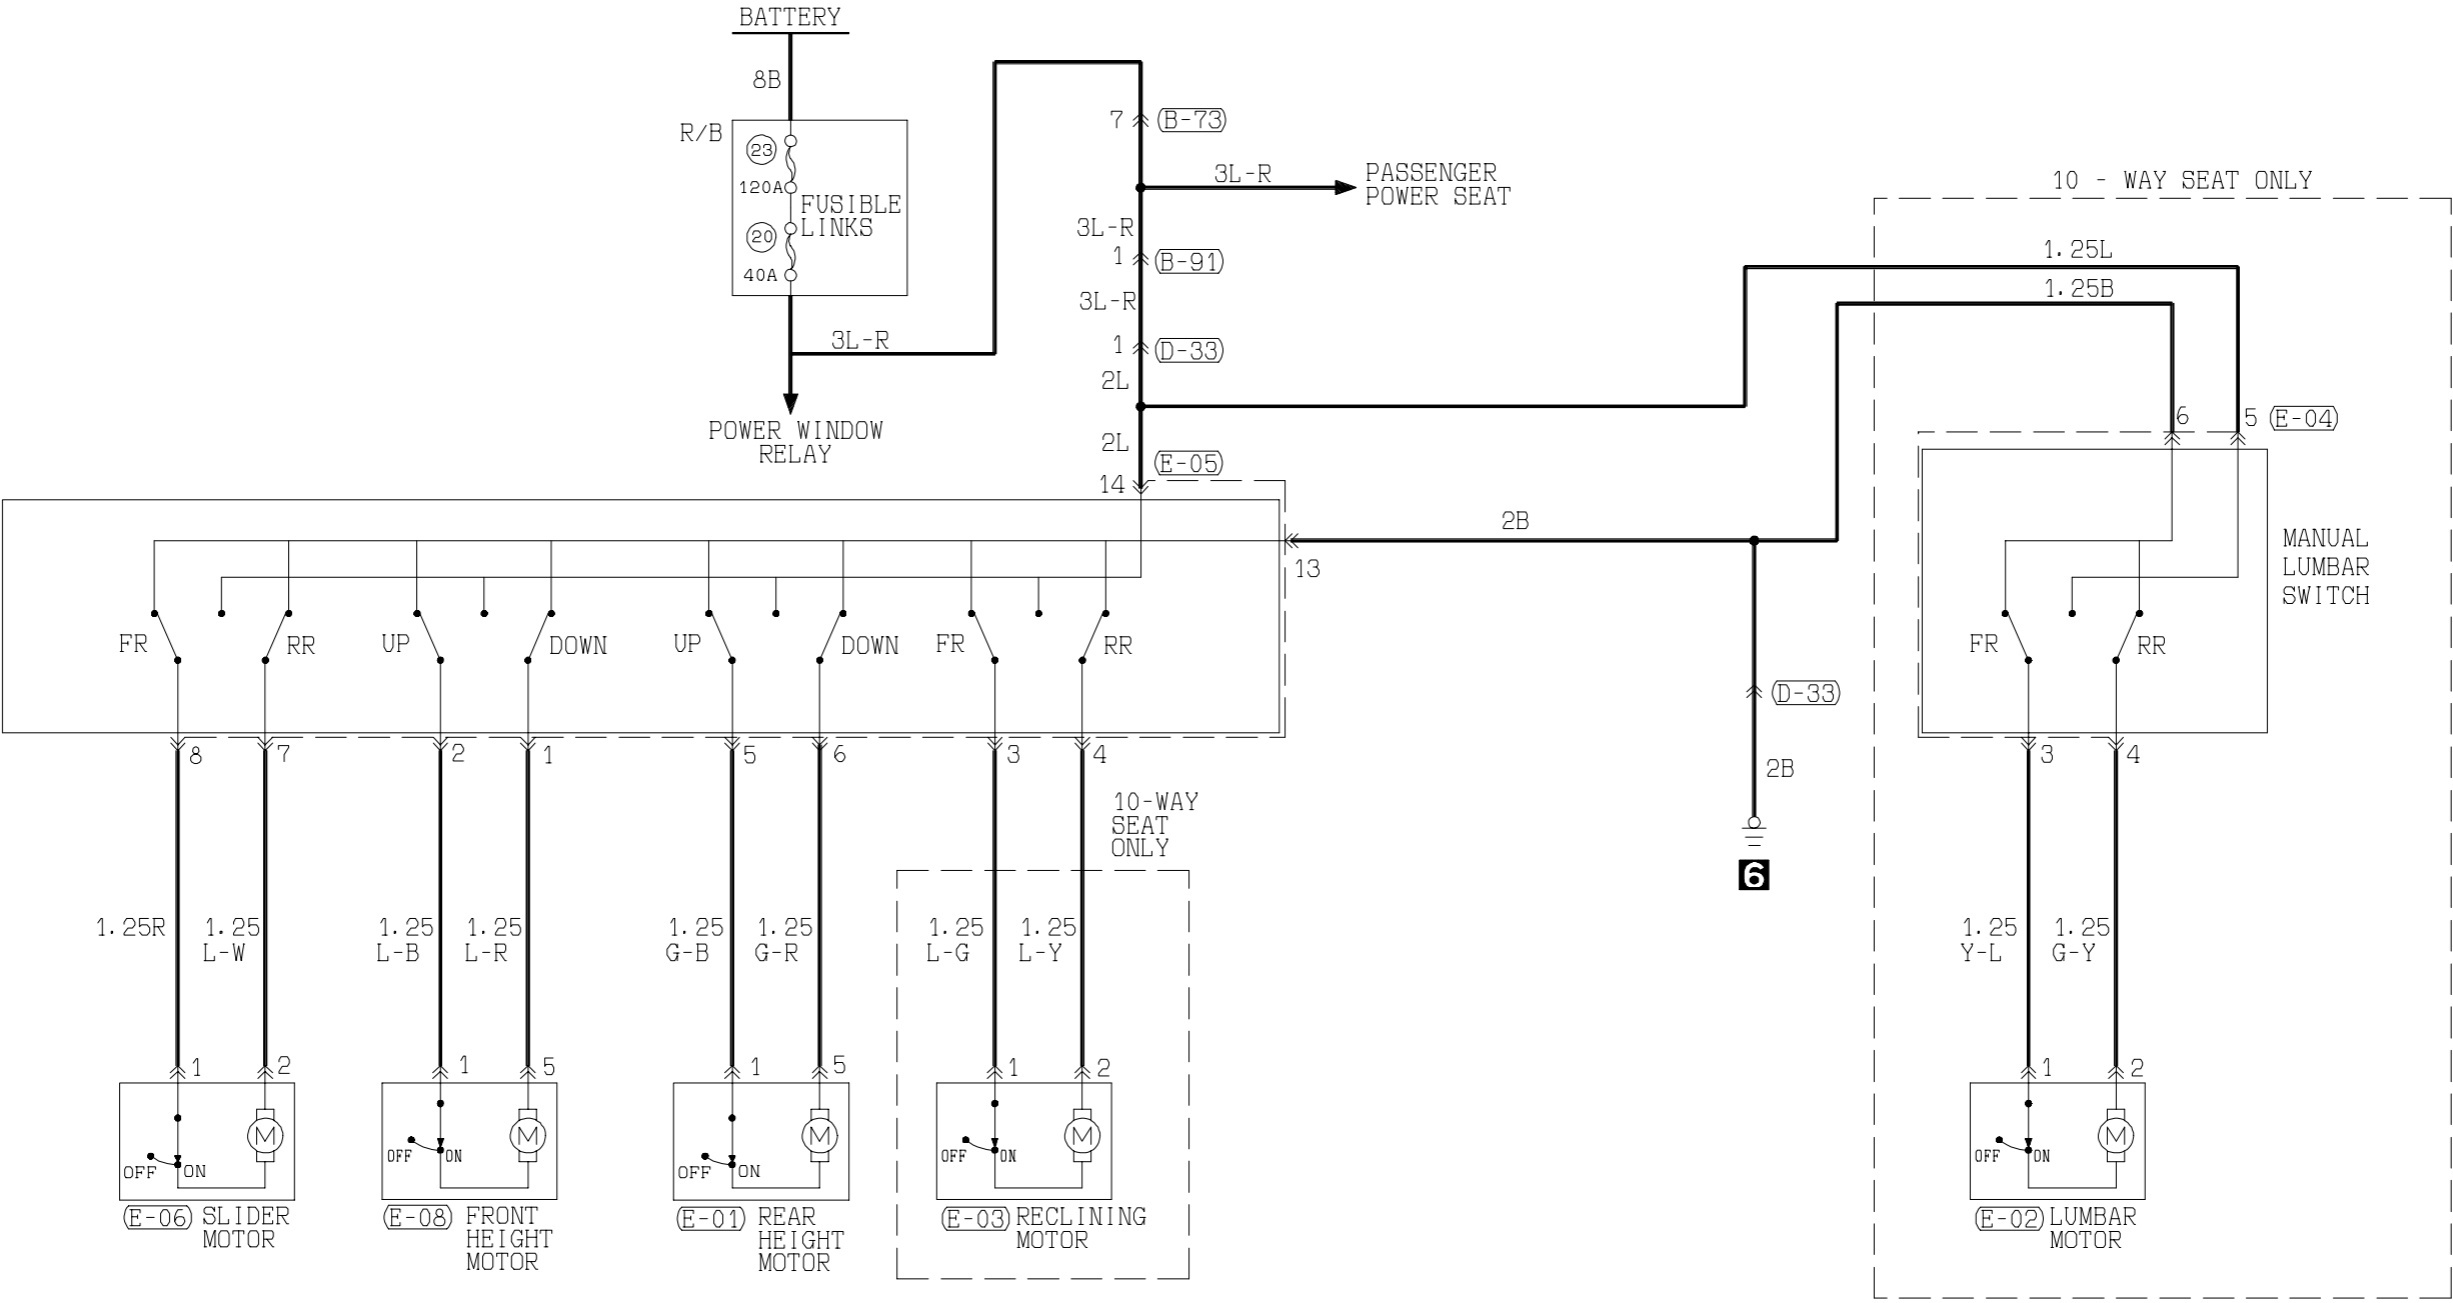 BATTERY
8B
R/B
23
120A
FUSIBLE
LINKS
20
40A
3L-R
POWER WINDOW
RELAY
7
B-73
3L-R
PASSENGER
POWER SEAT
3L-R
1
B-91
3L-R
1
D-33
2L
2L
E-05
14
10 - WAY SEAT ONLY
1.25L
1.25B
6
5
E-04
2B
13
MANUAL
LUMBAR
SWITCH
FR
RR
UP
DOWN
UP
DOWN
FR
RR
FR
RR
D-33
2B
6
8
7
2
1
5
6
3
4
3
4
10-WAY
SEAT
ONLY
1.25R
1.25
L-W
1.25
L-B
1.25
L-R
1.25
G-B
1.25
G-R
1.25
L-G
1.25
L-Y
1.25
Y-L
1.25
G-Y
1
2
1
5
1
5
1
2
1
2
M
OFF
ON
M
OFF
ON
M
OFF
ON
M
OFF
ON
M
OFF
ON
E-06
SLIDER
MOTOR
E-08
FRONT
HEIGHT
MOTOR
E-01
REAR
HEIGHT
MOTOR
E-03
RECLINING
MOTOR
E-02
LUMBAR
MOTOR